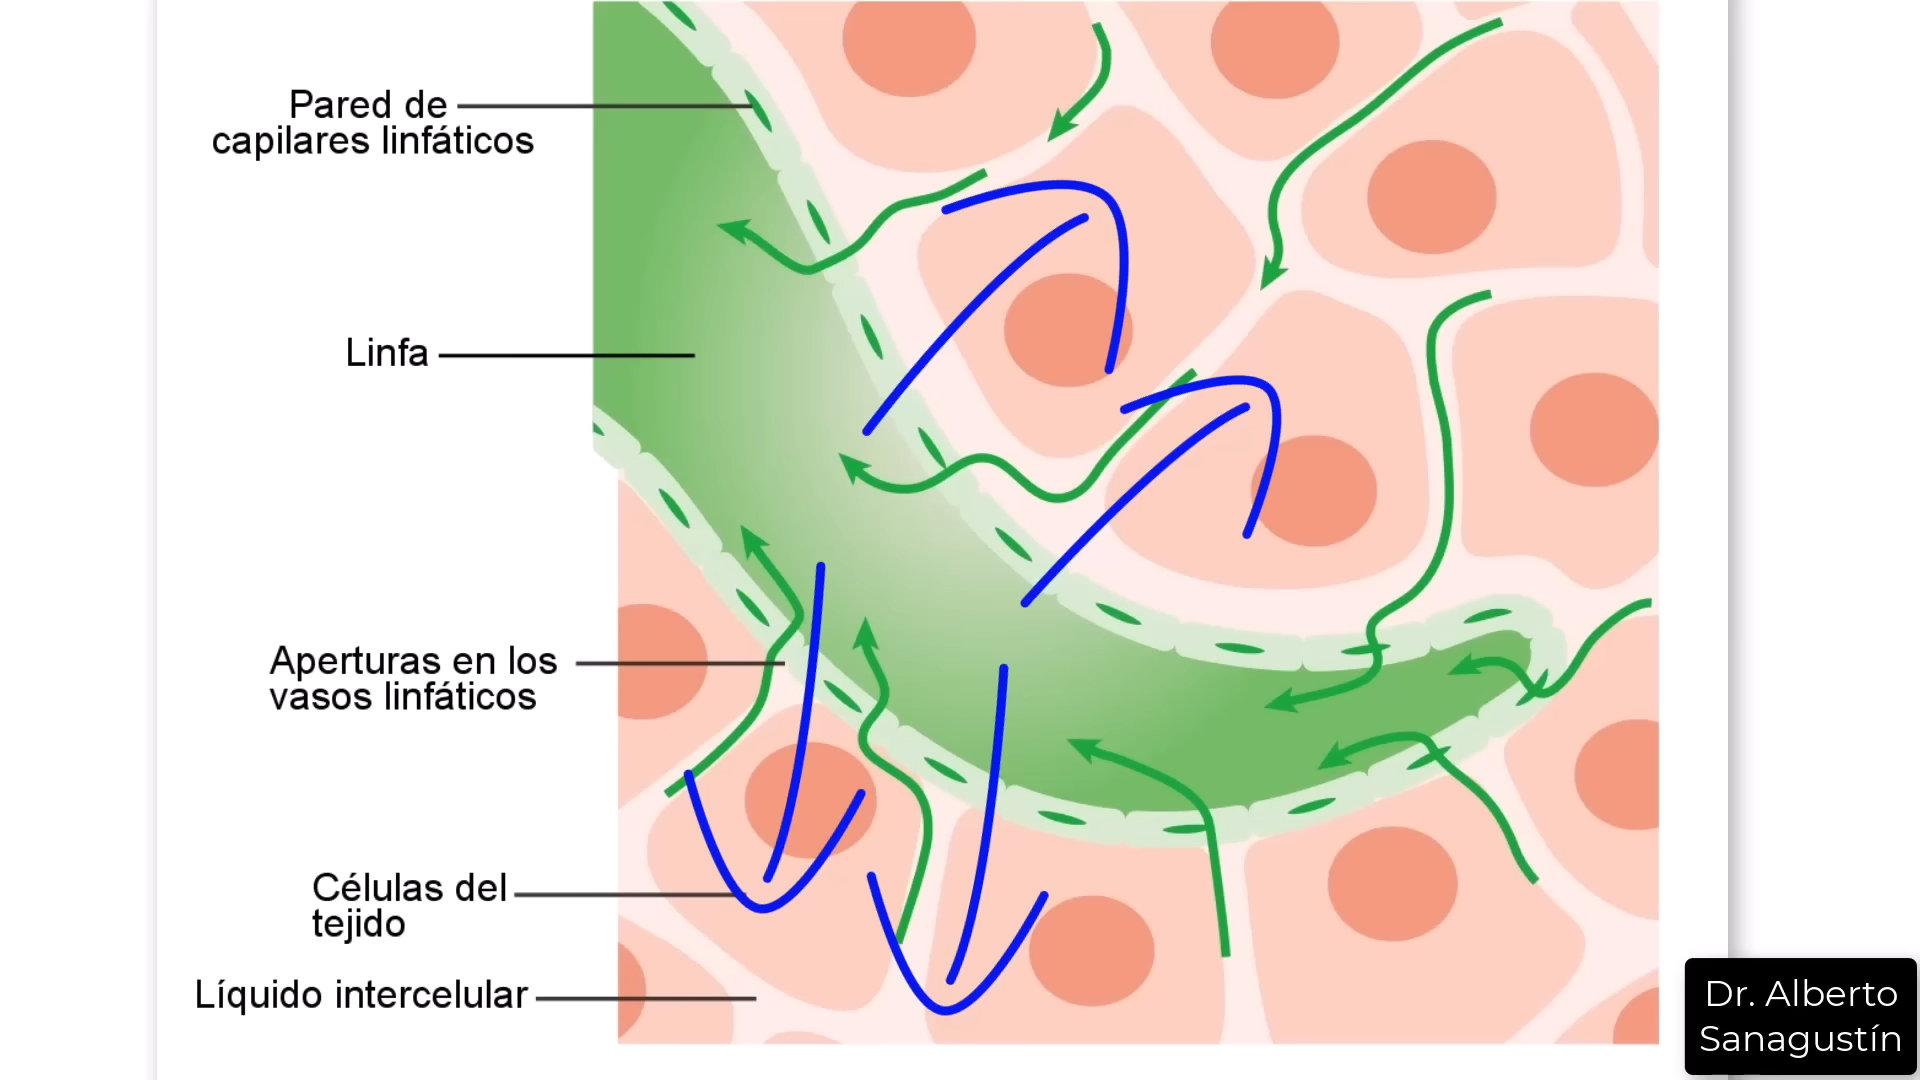 Pared de
capilares linfáticos
Linfa
Aperturas en los
vasos linfáticos
Células del
tejido
Líquido intercelular
Dr. Alberto
Sanagustín